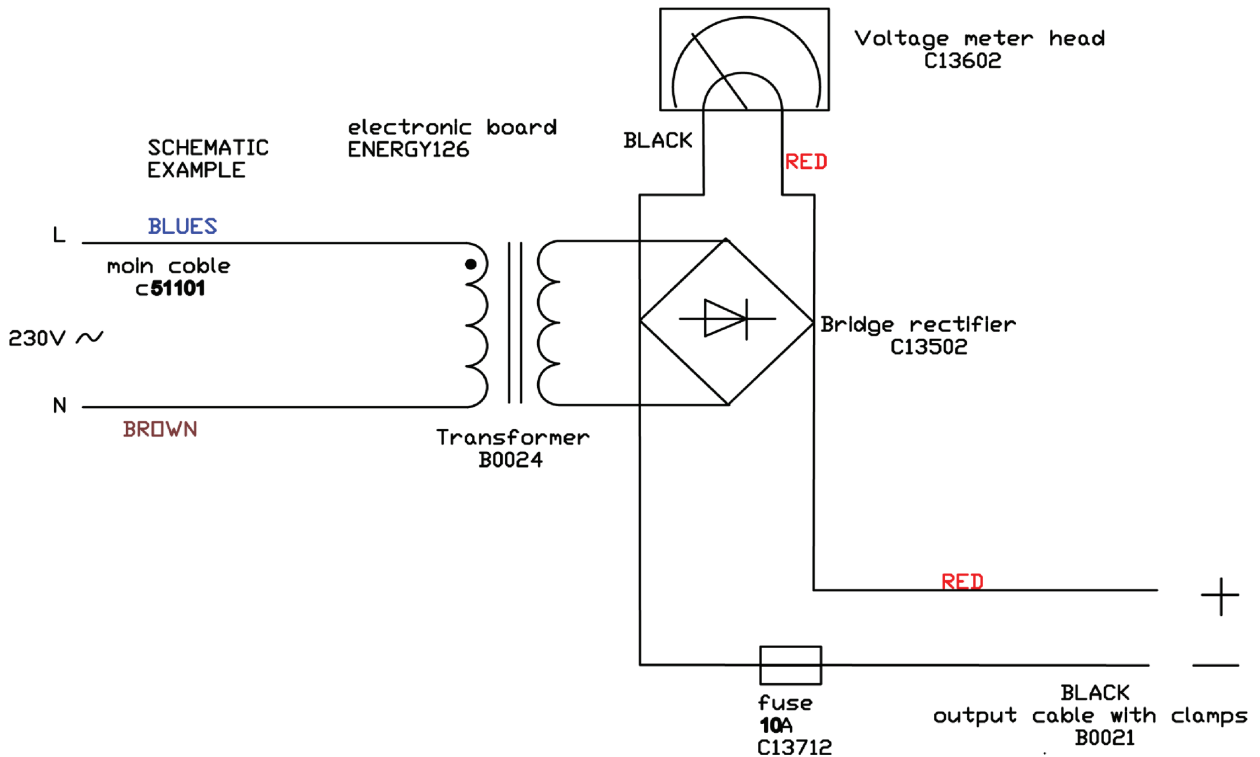 Voltage meter head
C13602
electronic board
ENERGY126
SCHEMATIC
EXAMPLE
BLACK
RED
L
BLUES
moin coble
c51101
230V ~
Bridge rectifier
C13502
N
BROWN
Transformer
B0024
RED
+
−
fuse
10A
C13712
BLACK
output cable with clamps
B0021